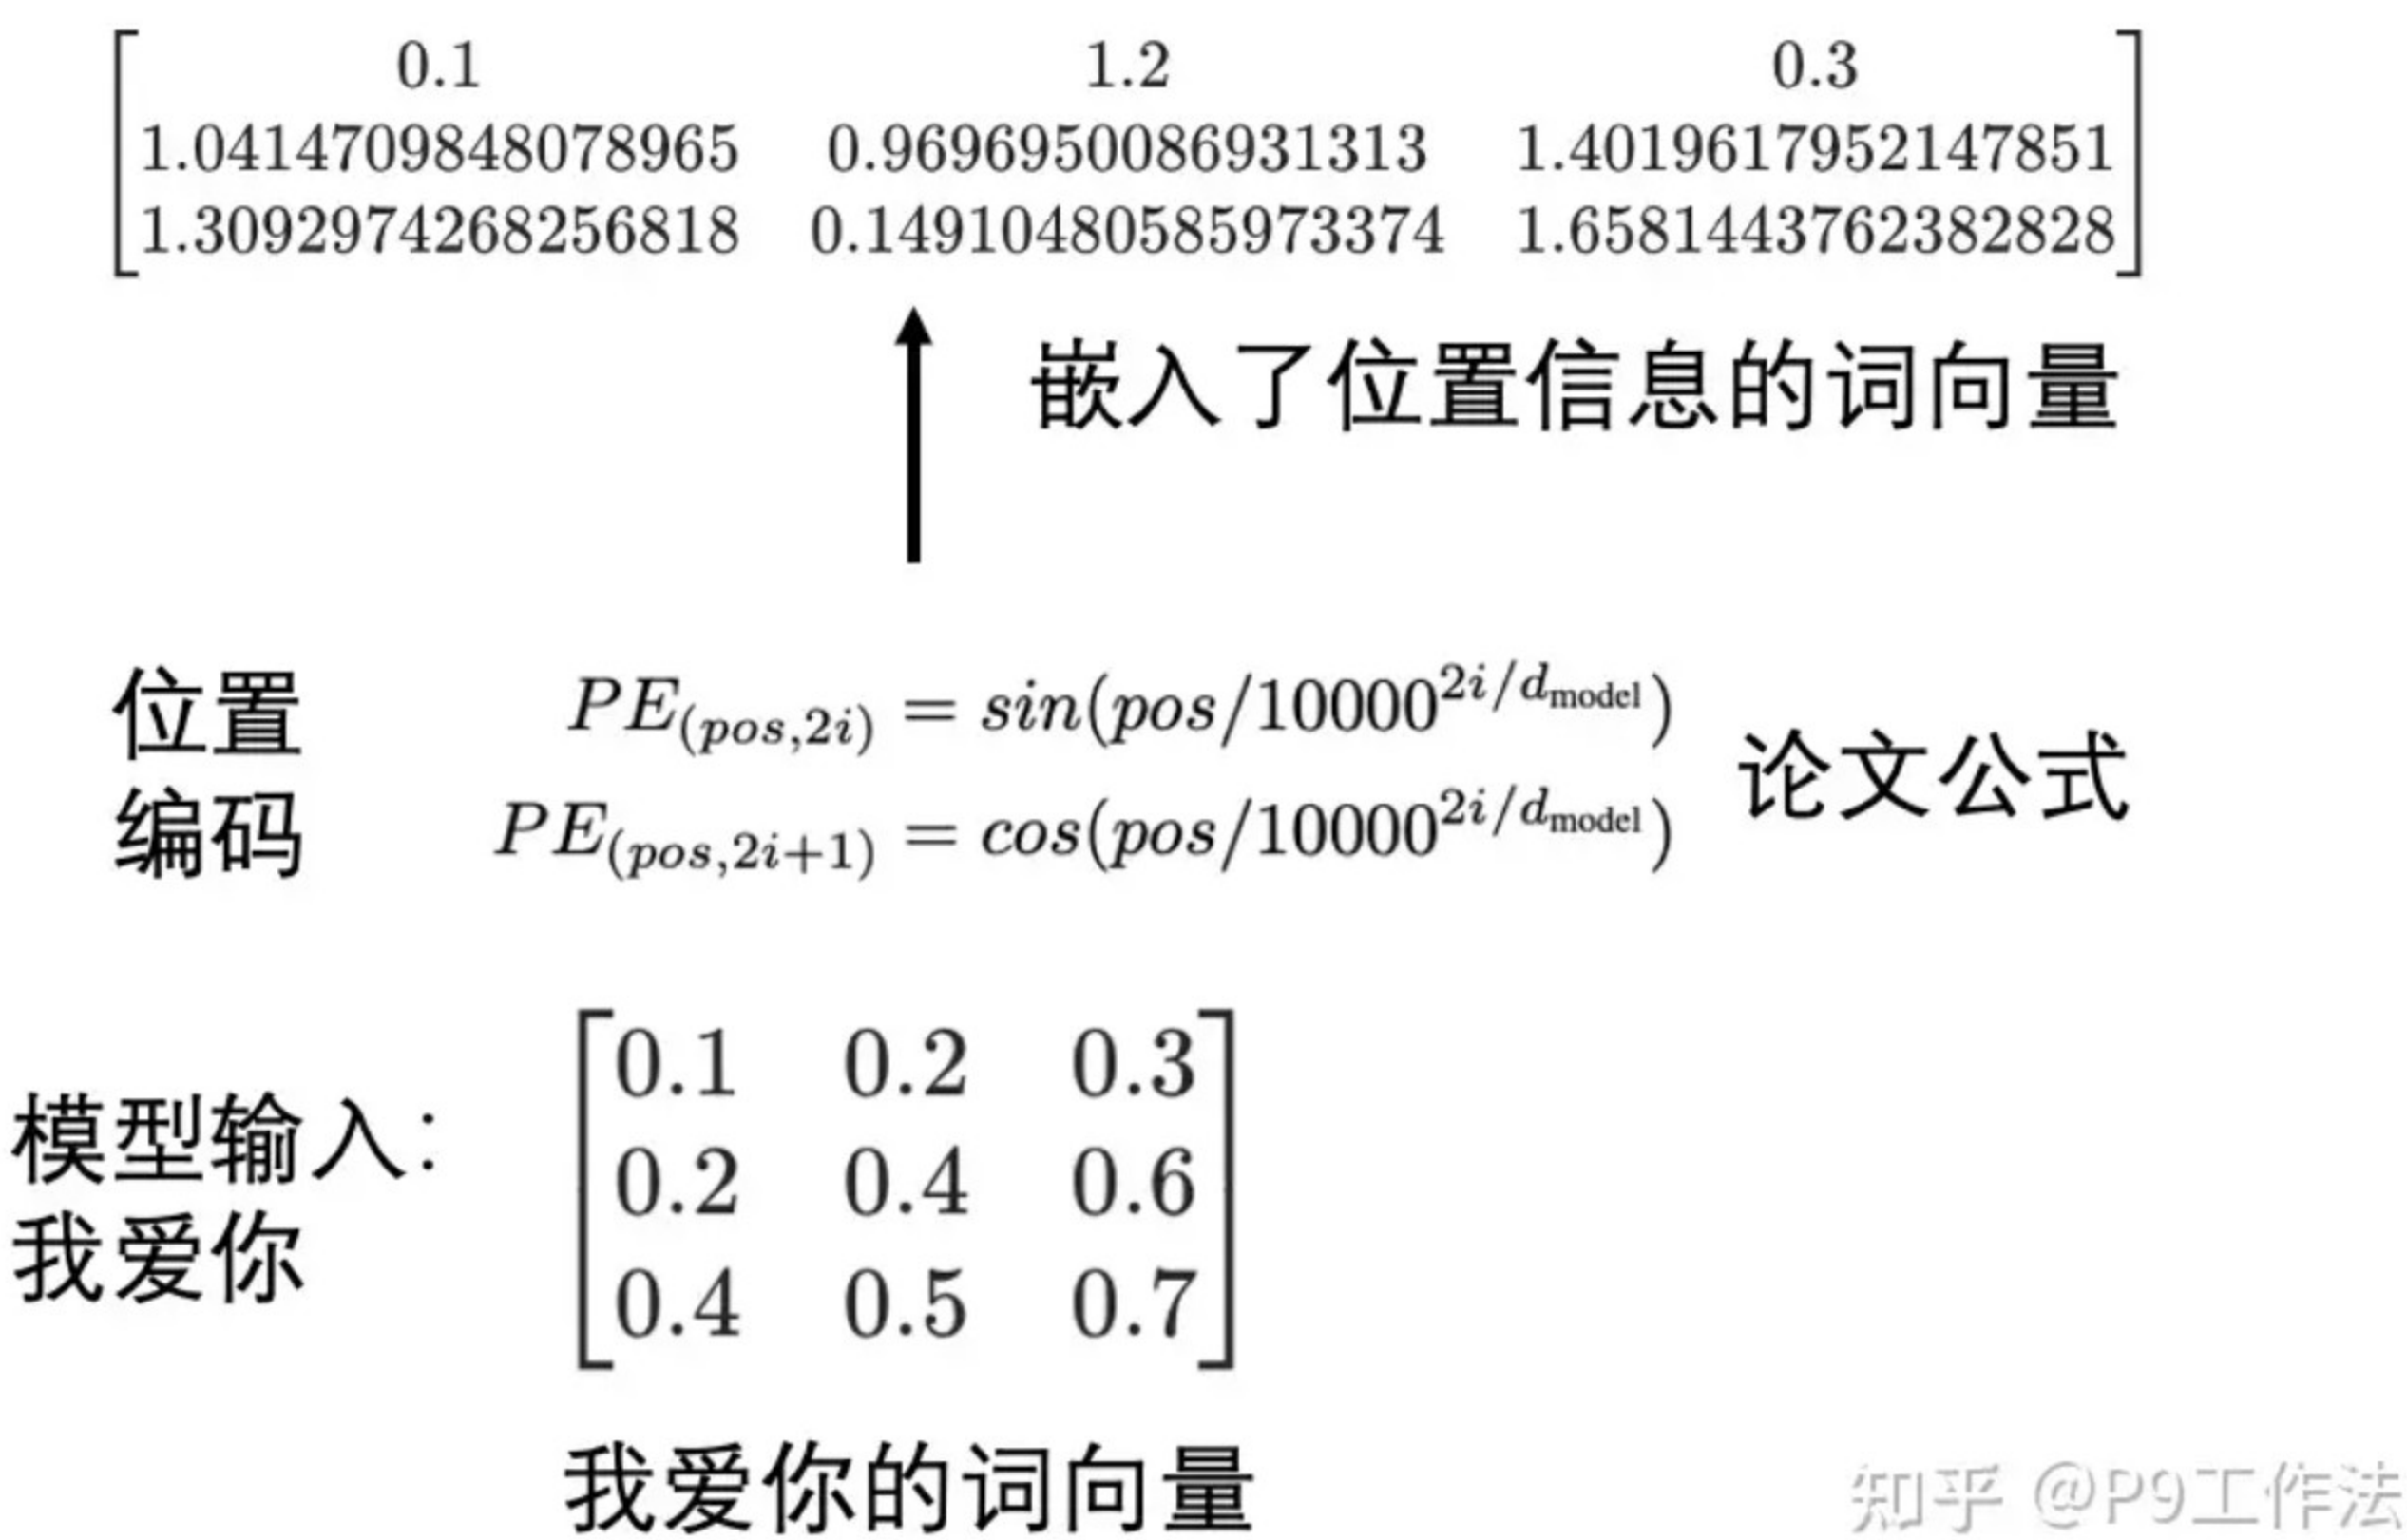 0.1 1.2 0.3
1.0414709848078965 0.9696950086931313 1.4019617952147851
1.3092974268256818 0.14910480585973374 1.6581443762382828
嵌入了位置信息的词向量
位置
编码
PE(pos,2i) = sin(pos/10000^2i/d_model)
PE(pos,2i+1) = cos(pos/10000^2i/d_model)
论文公式
模型输入：
我爱你
0.1 0.2 0.3
0.2 0.4 0.6
0.4 0.5 0.7
我爱你的词向量
知乎 @P9工作法